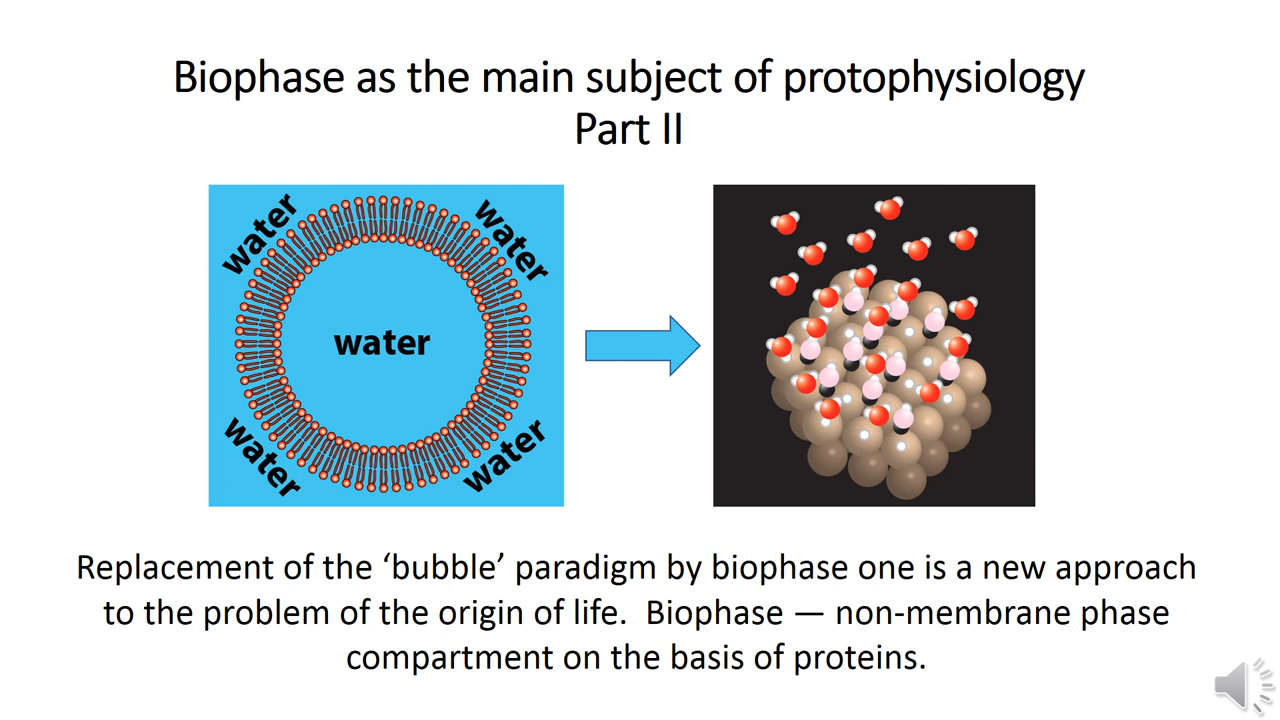 Biophase as the main subject of protophysiology
Part II
water
water
water
water
water
Replacement of the ‘bubble’ paradigm by biophase one is a new approach
to the problem of the origin of life.  Biophase — non-membrane phase
compartment on the basis of proteins.